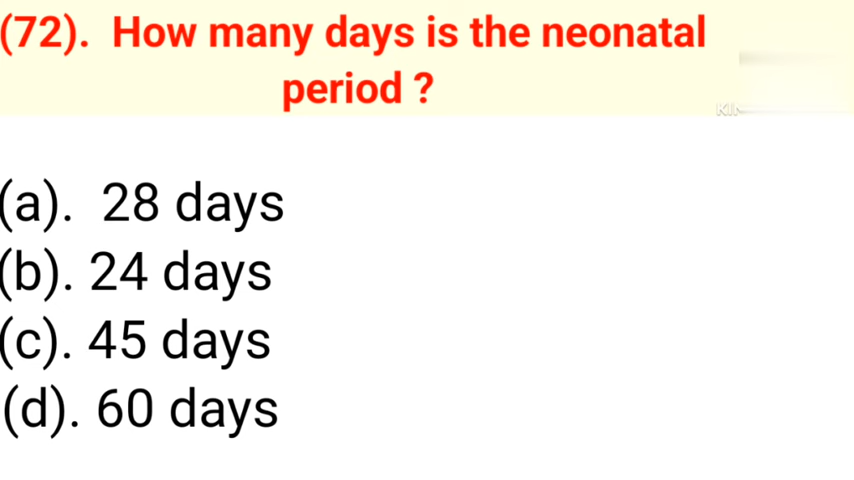 (72). How many days is the neonatal
period ?
(a). 28 days
(b). 24 days
(c). 45 days
(d). 60 days